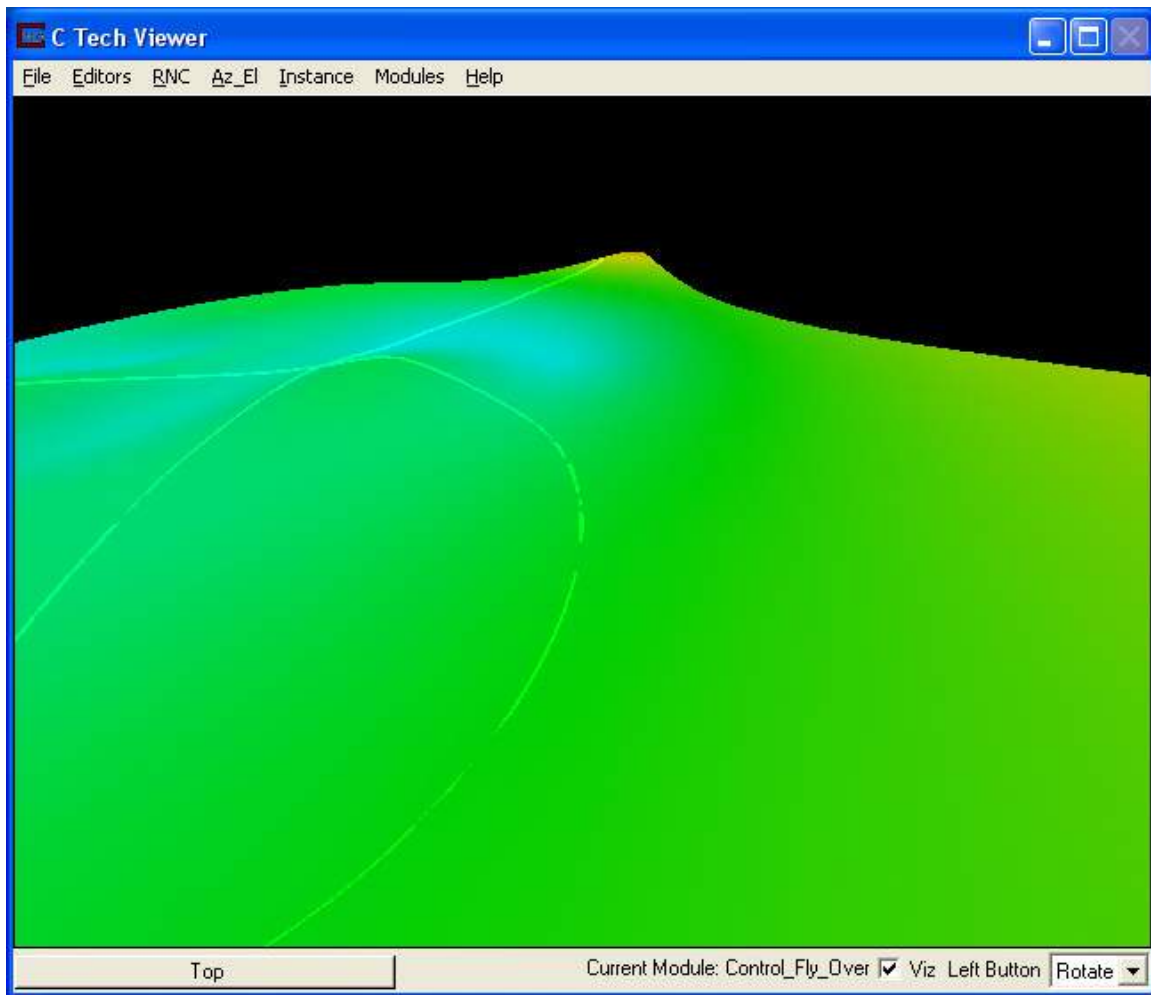 C Tech Viewer
File Editors RNC Az_El Instance Modules Help
Top Current Module: Control_Fly_Over Viz Left Button Rotate